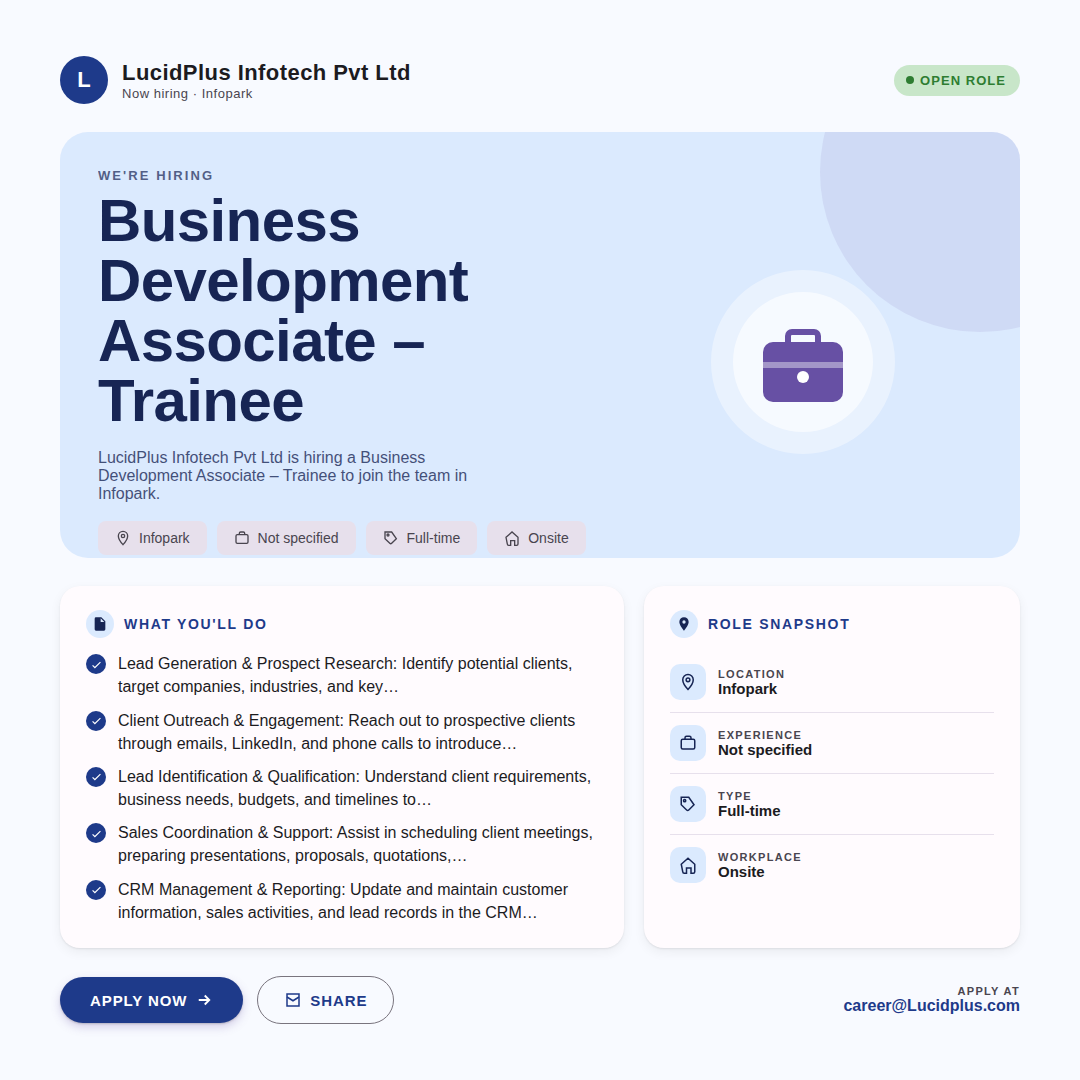 L
LucidPlus Infotech Pvt Ltd
Now hiring · Infopark
OPEN ROLE
WE'RE HIRING
Business
Development
Associate –
Trainee
LucidPlus Infotech Pvt Ltd is hiring a Business
Development Associate – Trainee to join the team in
Infopark.
Infopark
Not specified
Full-time
Onsite
WHAT YOU'LL DO
Lead Generation & Prospect Research: Identify potential clients,
target companies, industries, and key…
Client Outreach & Engagement: Reach out to prospective clients
through emails, LinkedIn, and phone calls to introduce…
Lead Identification & Qualification: Understand client requirements,
business needs, budgets, and timelines to…
Sales Coordination & Support: Assist in scheduling client meetings,
preparing presentations, proposals, quotations,…
CRM Management & Reporting: Update and maintain customer
information, sales activities, and lead records in the CRM…
ROLE SNAPSHOT
LOCATION
Infopark
EXPERIENCE
Not specified
TYPE
Full-time
WORKPLACE
Onsite
APPLY NOW
SHARE
APPLY AT
career@Lucidplus.com